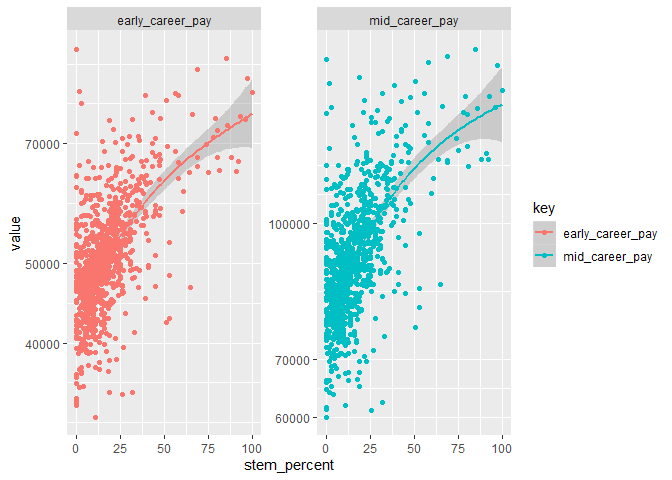 early_career_pay
mid_career_pay
value
70000
50000
40000
100000
70000
60000
0
25
50
75
100
0
25
50
75
100
stem_percent
key
early_career_pay
mid_career_pay